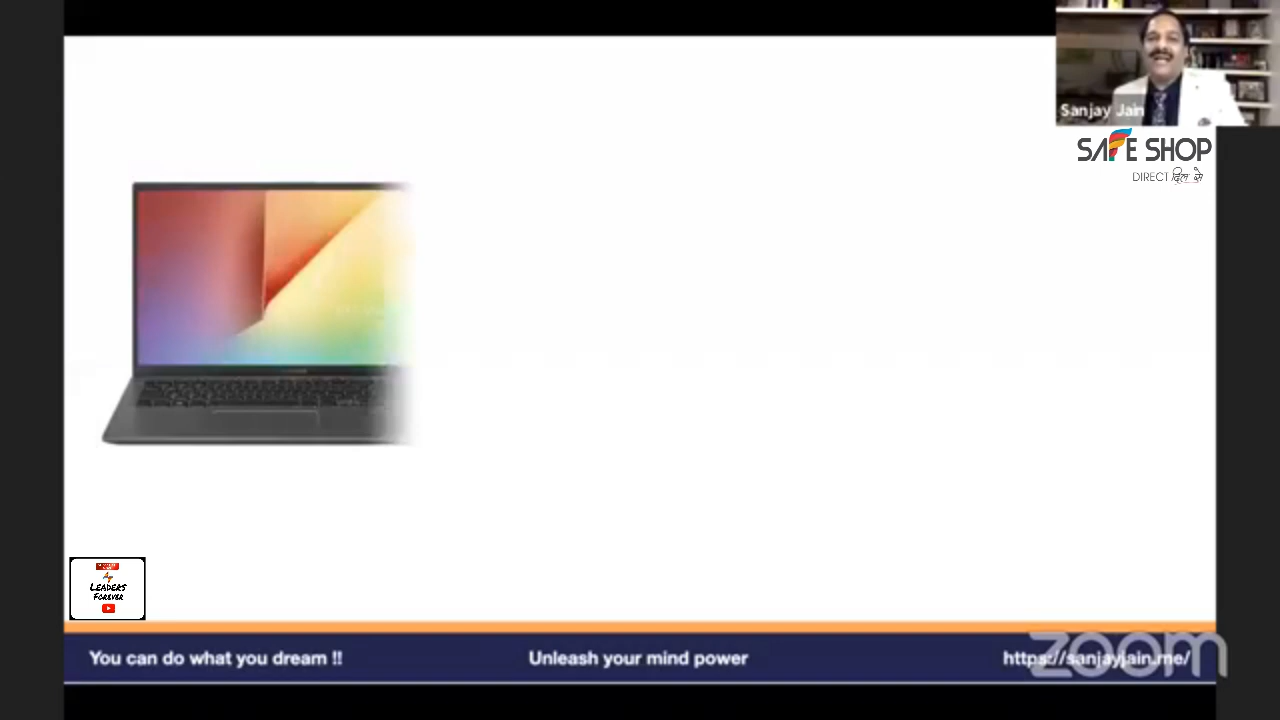 Sanjay Jain
SAFE SHOP
DIRECT दिल से
LEADERS
FOREVER
You can do what you dream !!
Unleash your mind power
https://sanjayjain.me/
zoom